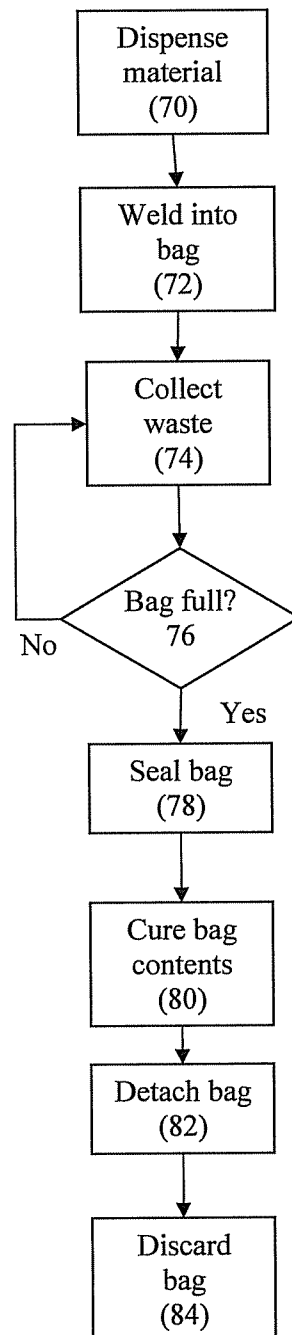 Dispense
material
(70)
Weld into
bag
(72)
Collect
waste
(74)
Bag full?
76
No
Yes
Seal bag
(78)
Cure bag
contents
(80)
Detach bag
(82)
Discard
bag
(84)